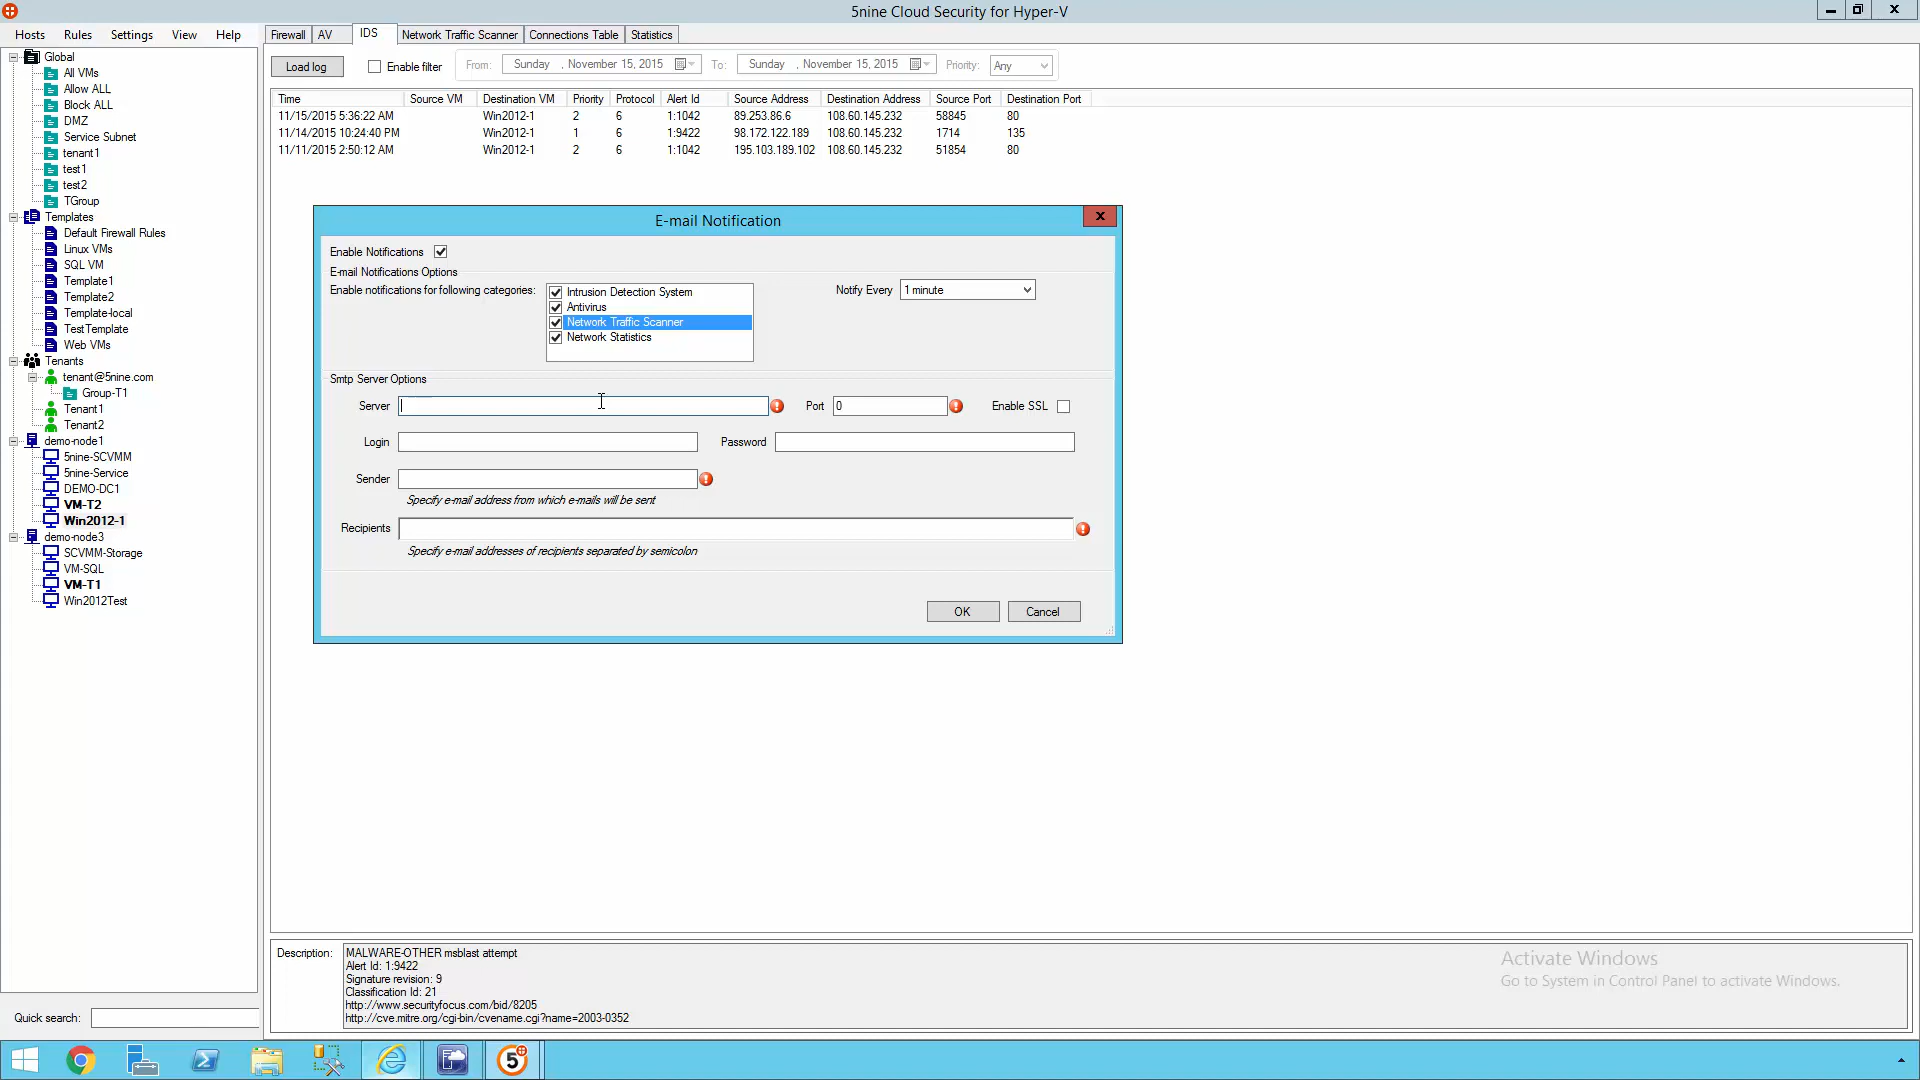 5nine Cloud Security for Hyper-V
Hosts Rules Settings View Help
Firewall AV IDS Network Traffic Scanner Connections Table Statistics
Load log Enable filter From: Sunday , November 15, 2015 To: Sunday , November 15, 2015 Priority: Any
Global
All VMs
Allow ALL
Block ALL
DMZ
Service Subnet
tenant1
test1
test2
TGroup
Templates
Default Firewall Rules
Linux VMs
SQL VM
Template1
Template2
Template-local
TestTemplate
Web VMs
Tenants
tenant@5nine.com
Group-T1
Tenant1
Tenant2
demo-node1
5nine-SCVMM
5nine-Service
DEMO-DC1
VM-T2
Win2012-1
demo-node3
SCVMM-Storage
VM-SQL
VM-T1
Win2012Test
Quick search:
Time Source VM Destination VM Priority Protocol Alert Id Source Address Destination Address Source Port Destination Port
11/15/2015 5:36:22 AM Win2012-1 2 6 1:1042 89.253.86.6 108.60.145.232 58845 80
11/14/2015 10:24:40 PM Win2012-1 1 6 1:9422 98.172.122.189 108.60.145.232 1714 135
11/11/2015 2:50:12 AM Win2012-1 2 6 1:1042 195.103.189.102 108.60.145.232 51854 80
E-mail Notification
Enable Notifications
E-mail Notifications Options
Enable notifications for following categories:
Intrusion Detection System
Antivirus
Network Traffic Scanner
Network Statistics
Notify Every 1 minute
Smtp Server Options
Server Port 0 Enable SSL
Login Password
Sender
Specify e-mail address from which e-mails will be sent
Recipients
Specify e-mail addresses of recipients separated by semicolon
OK Cancel
Description: MALWARE-OTHER msblast attempt
Alert Id: 1:9422
Signature revision: 9
Classification Id: 21
http://www.securityfocus.com/bid/8205
http://cve.mitre.org/cgi-bin/cvename.cgi?name=2003-0352
Activate Windows
Go to System in Control Panel to activate Windows.
5